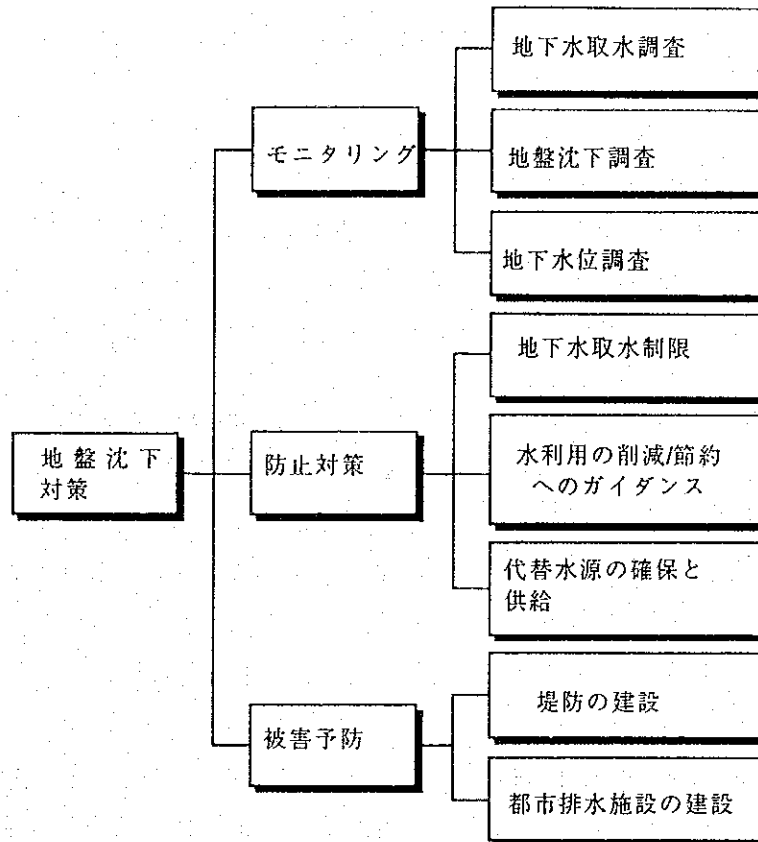 地盤沈下
対策
モニタリング
地下水取水調査
地盤沈下調査
地下水位調査
防止対策
地下水取水制限
水利用の削減/節約
へのガイダンス
代替水源の確保と
供給
被害予防
堤防の建設
都市排水施設の建設